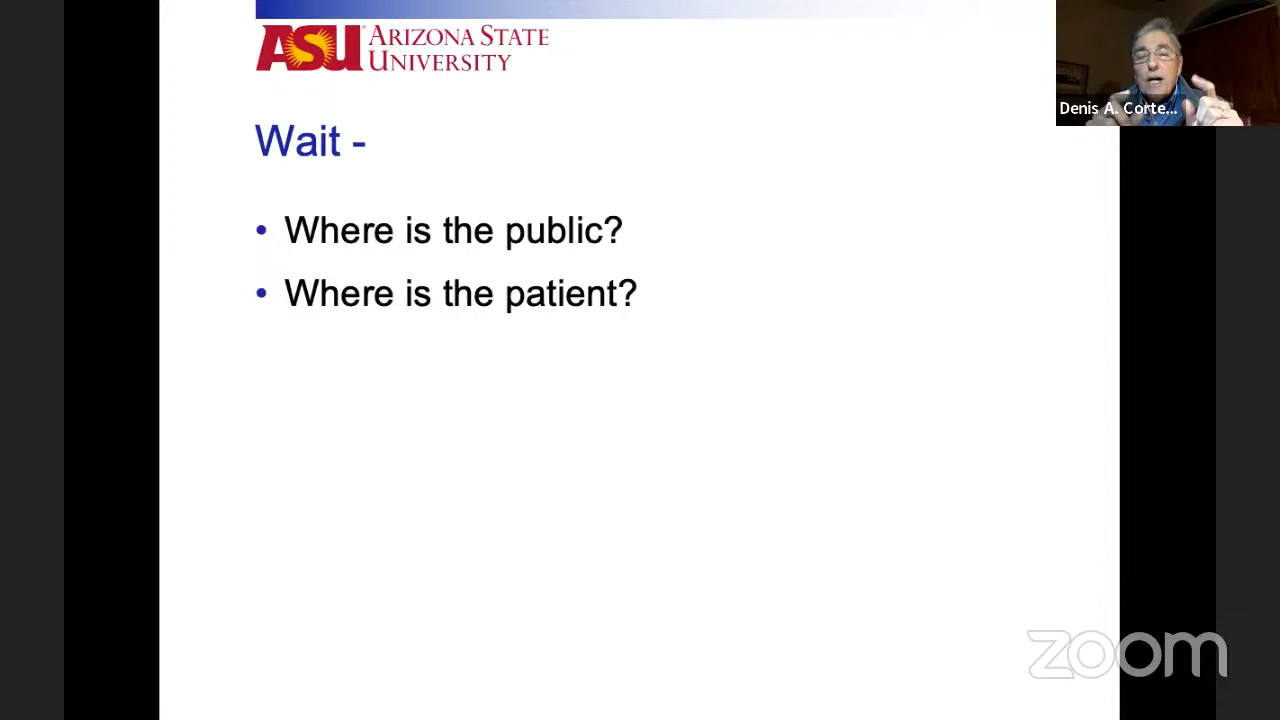 ASU ARIZONA STATE
UNIVERSITY
Denis A. Corte...
Wait -
• Where is the public?
• Where is the patient?
zoom